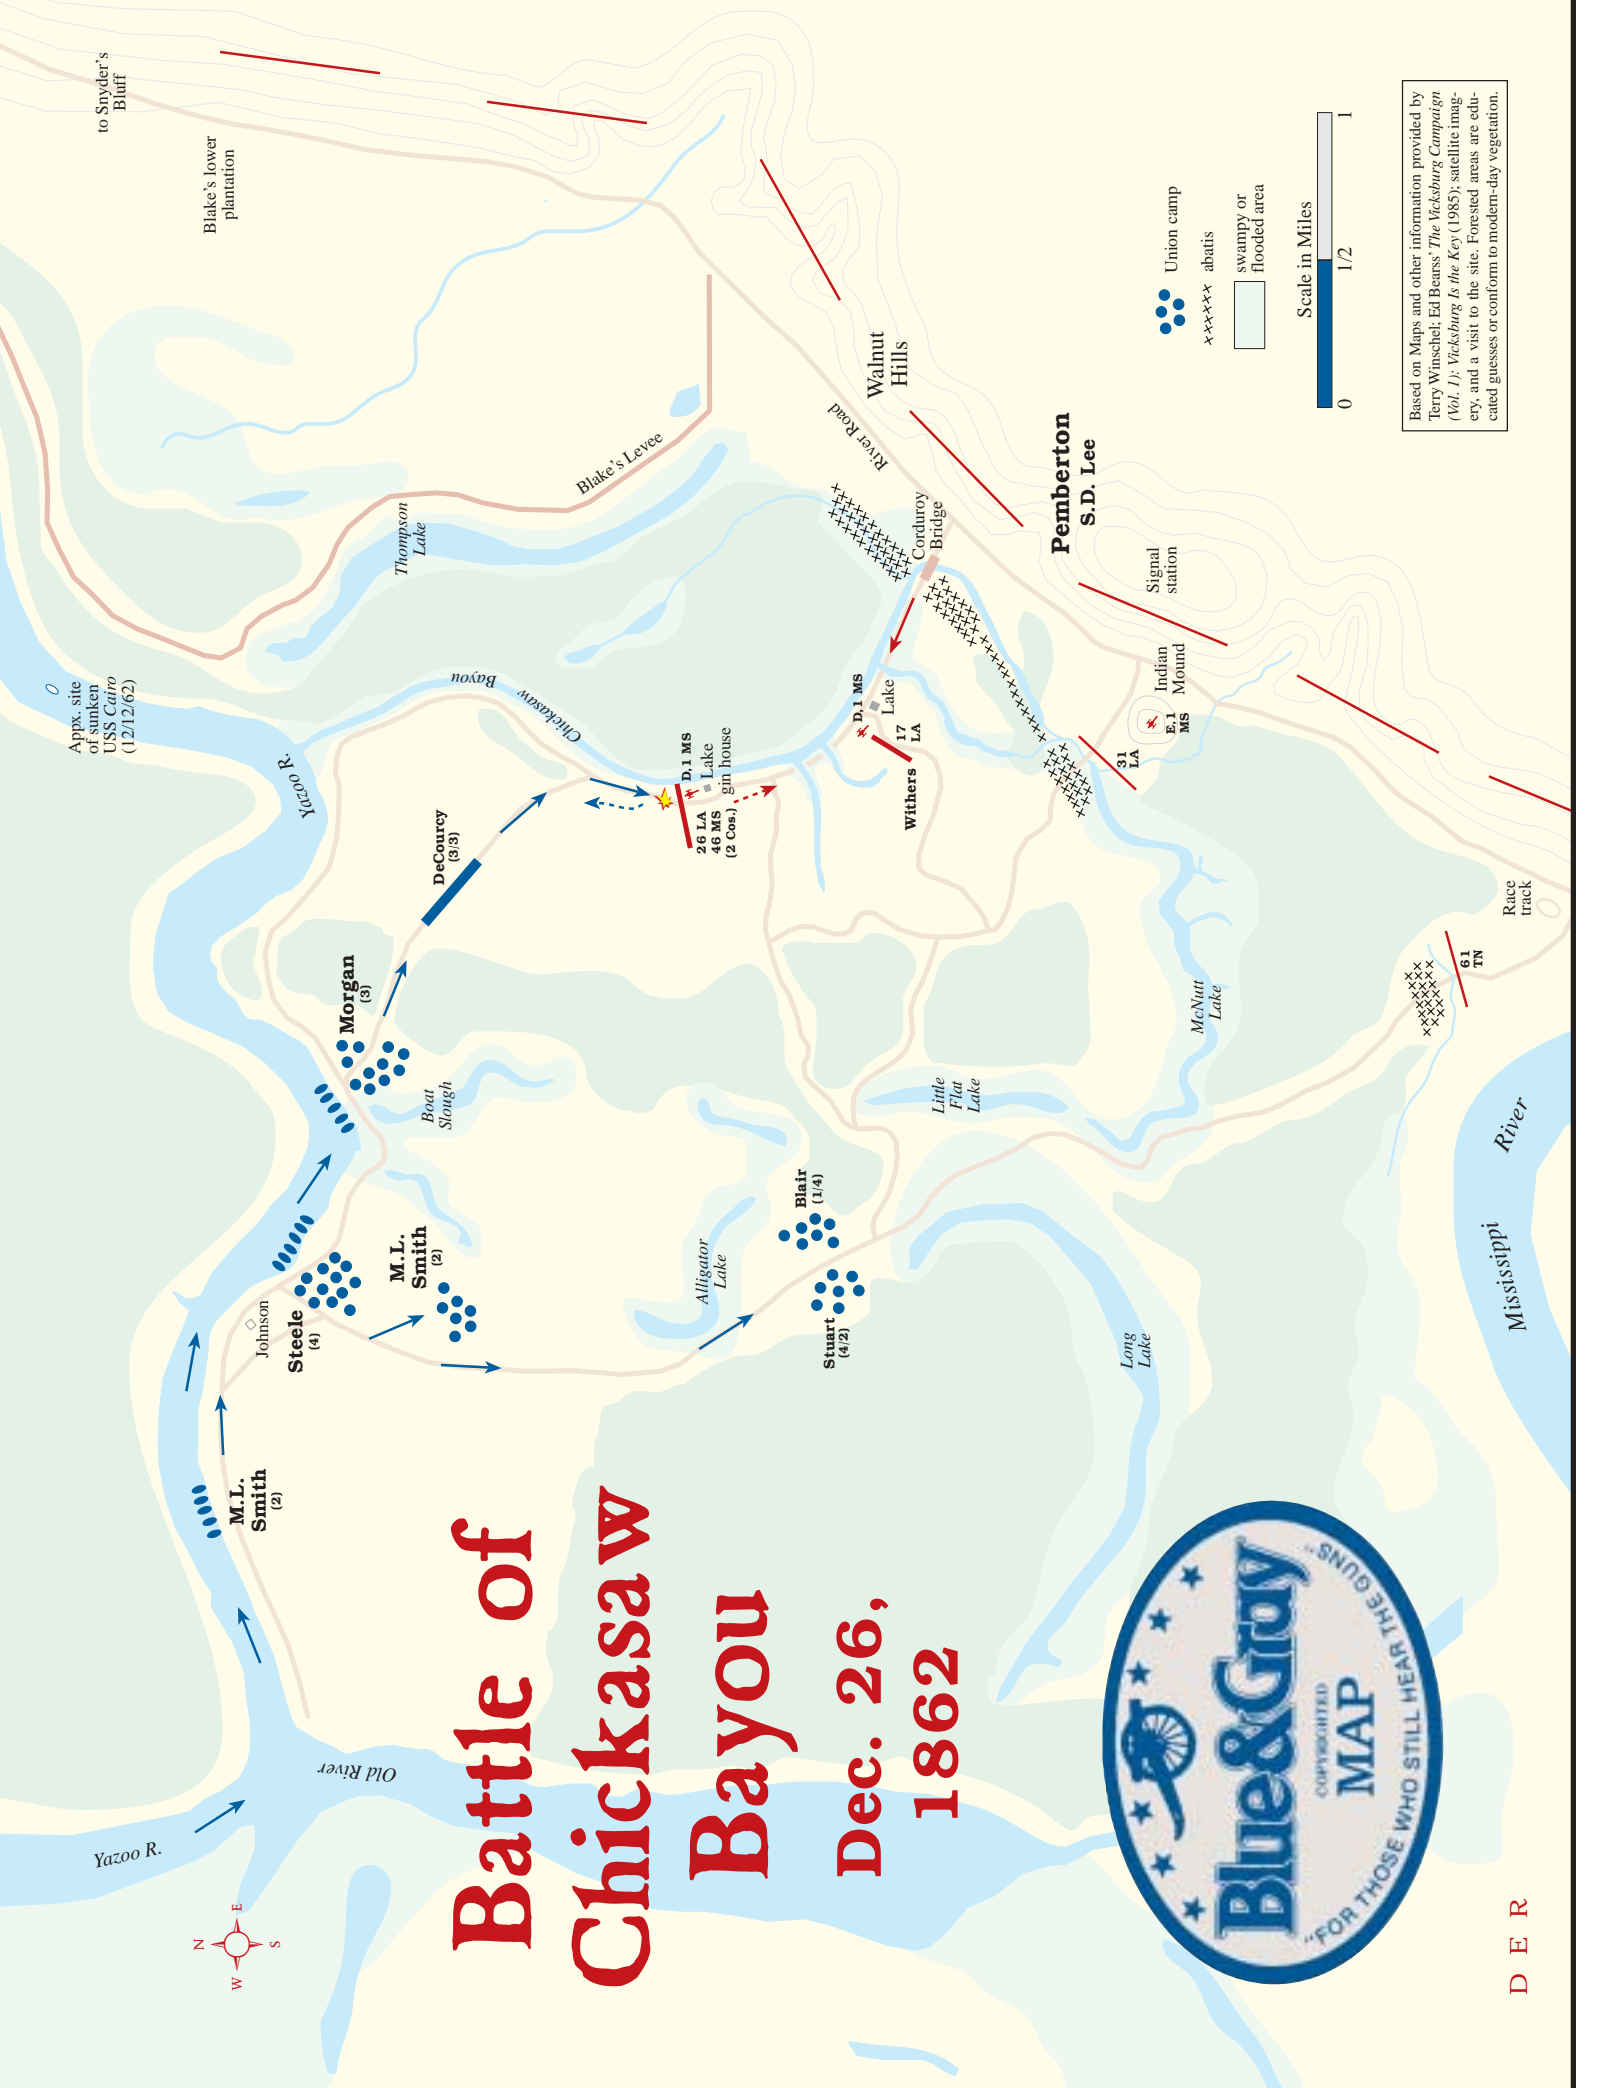 Battle of
Chickasaw
Bayou
Dec. 26,
1862
N
W
E
S
Yazoo R.
Old River
M.L.
Smith
(2)
Johnson
Steele
(4)
M.L.
Smith
(2)
Boat
Slough
Morgan
(3)
DeCourcy
(3/3)
Yazoo R.
Appx. site
of sunken
USS Cairo
(12/12/62)
Thompson
Lake
Chickasaw
Bayou
Blake's Levee
Blake's lower
plantation
to Snyder's
Bluff
D,1 MS
Lake
gin house
26 LA
46 MS
(2 Cos.)
Alligator
Lake
Blair
(1/4)
Stuart
(4/2)
Little
Flat
Lake
D,1 MS
Lake
17
LA
Withers
Corduroy
Bridge
River Road
Walnut
Hills
Pemberton
S.D. Lee
Signal
station
Indian
Mound
E,1
MS
31
LA
McNutt
Lake
Long
Lake
61
TN
Race
track
Mississippi River
Union camp
abatis
swampy or
flooded area
Scale in Miles
0 1/2 1
Based on Maps and other information provided by
Terry Winschel; Ed Bearss' The Vicksburg Campaign
(Vol. 1): Vicksburg Is the Key (1985); satellite imag-
ery, and a visit to the site. Forested areas are edu-
cated guesses or conform to modern-day vegetation.
Blue&Gray
COPYRIGHTED
MAP
"FOR THOSE WHO STILL HEAR THE GUNS"
D E R